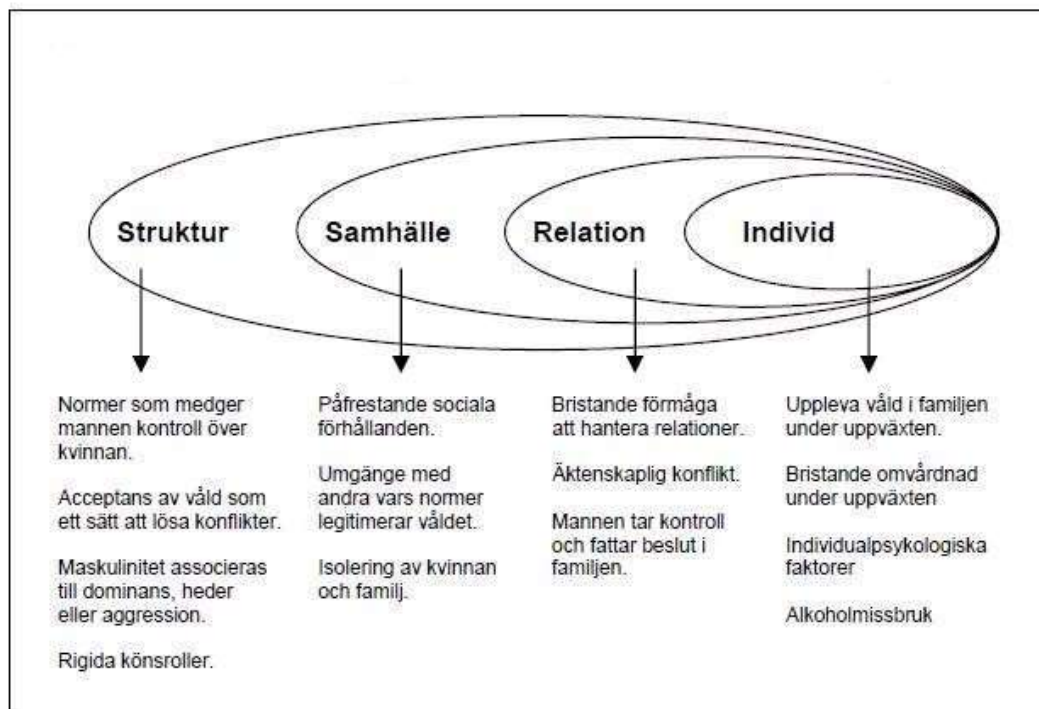 Struktur
Samhälle
Relation
Individ
Normer som medger
mannen kontroll över
kvinnan.
Acceptans av våld som
ett sätt att lösa konflikter.
Maskulinitet associeras
till dominans, heder
eller aggression.
Rigida könsroller.
Påfrestande sociala
förhållanden.
Umgänge med
andra vars normer
legitimerar våldet.
Isolering av kvinnan
och familj.
Bristande förmåga
att hantera relationer.
Äktenskaplig konflikt.
Mannen tar kontroll
och fattar beslut i
familjen.
Uppleva våld i familjen
under uppväxten.
Bristande omvårdnad
under uppväxten
Individualpsykologiska
faktorer
Alkoholmissbruk